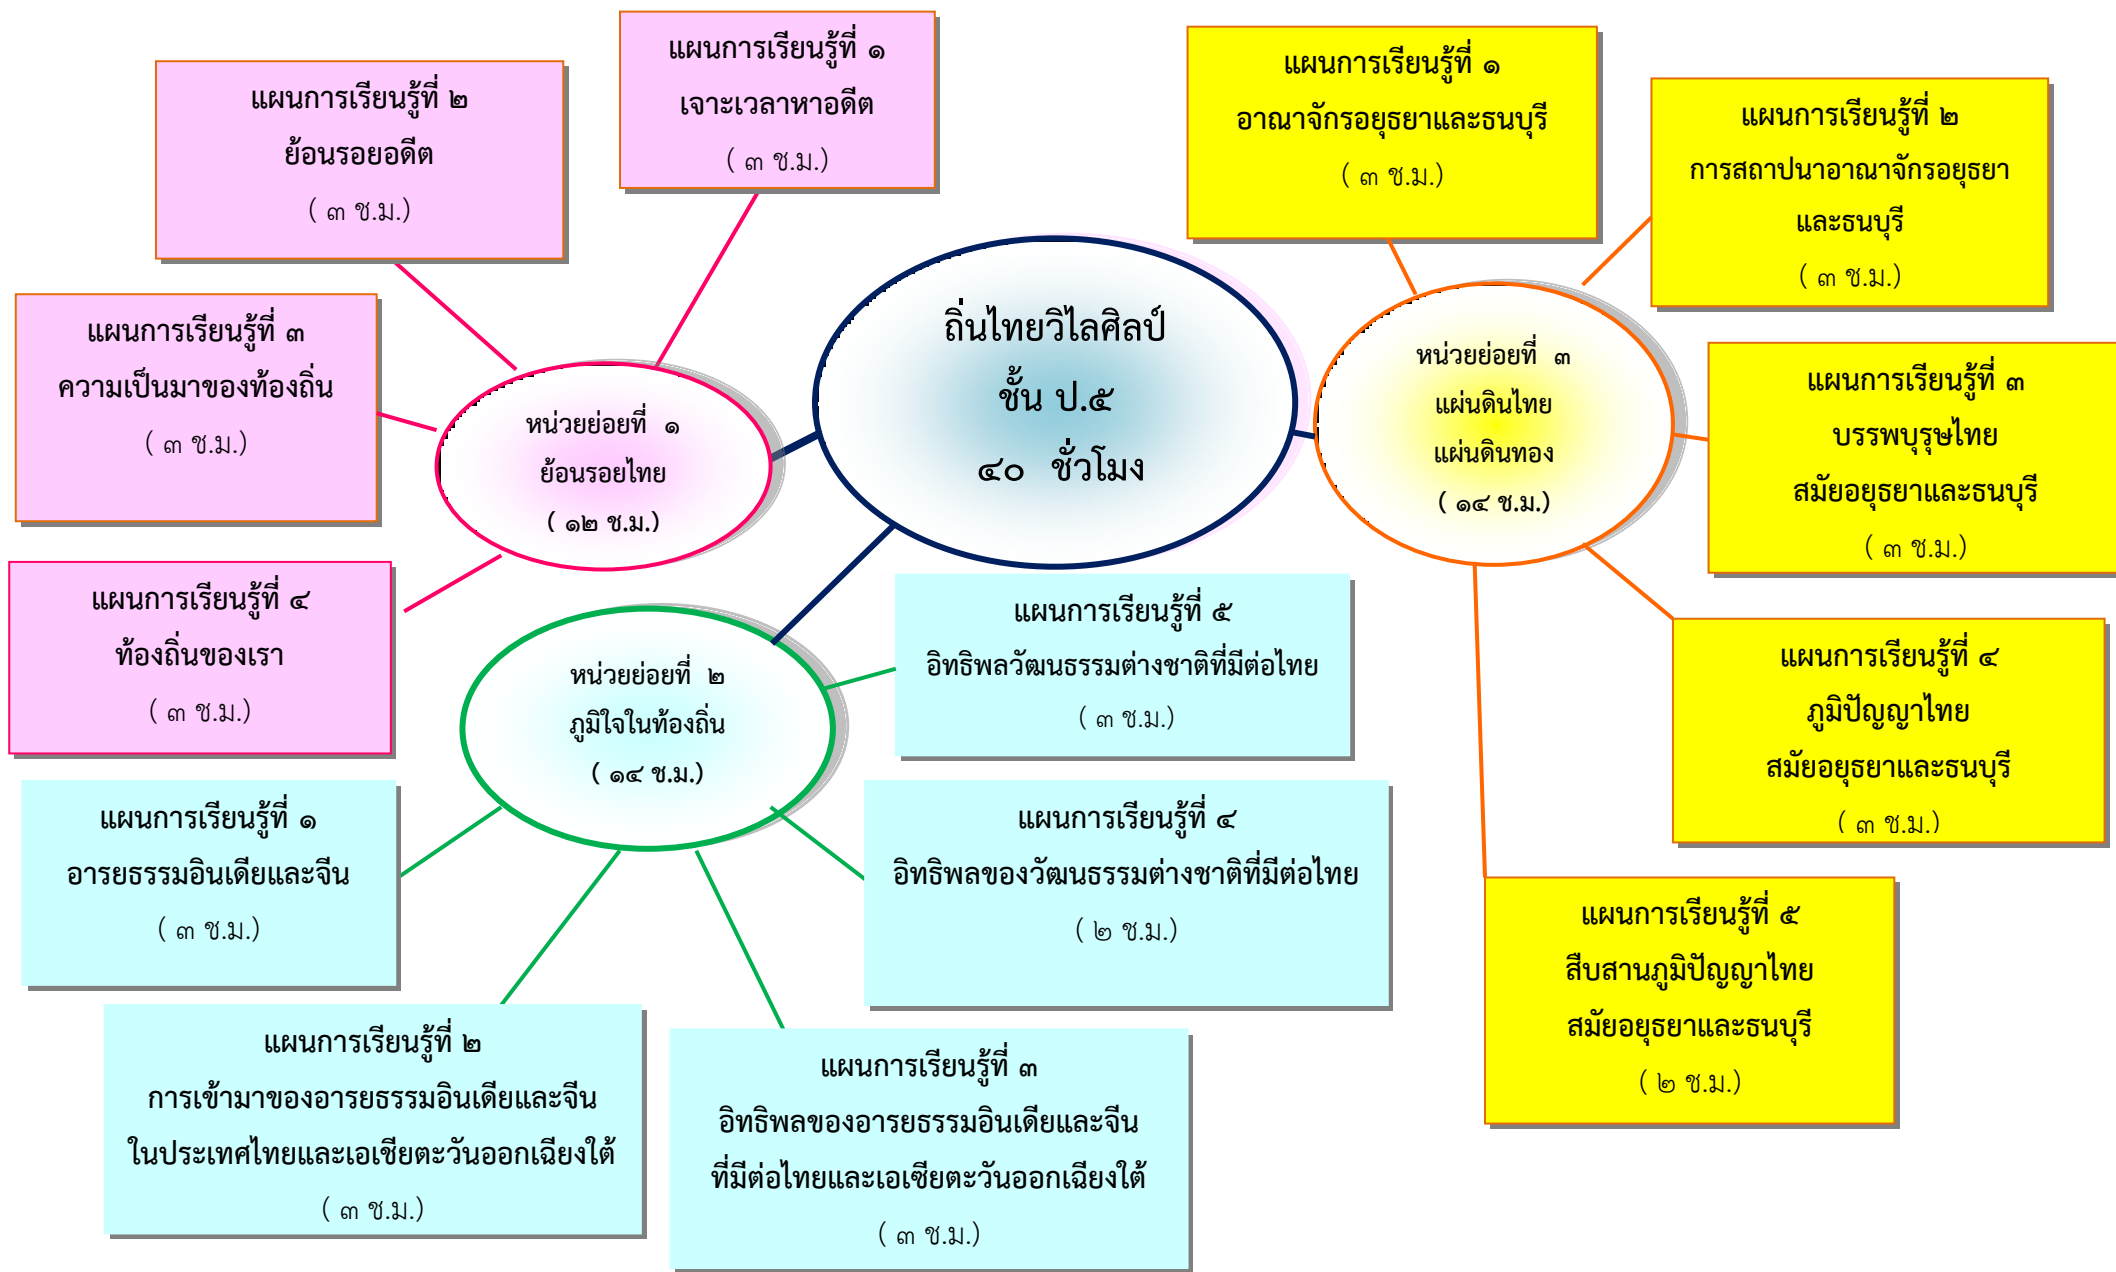 ถิ่นไทยวิไลศิลป์
ชั้น ป.๕
๔๐ ชั่วโมง
หน่วยย่อยที่ ๑
ย้อนรอยไทย
( ๑๒ ช.ม.)
แผนการเรียนรู้ที่ ๑
เจาะเวลาหาอดีต
( ๓ ช.ม.)
แผนการเรียนรู้ที่ ๒
ย้อนรอยอดีต
( ๓ ช.ม.)
แผนการเรียนรู้ที่ ๓
ความเป็นมาของท้องถิ่น
( ๓ ช.ม.)
แผนการเรียนรู้ที่ ๔
ท้องถิ่นของเรา
( ๓ ช.ม.)
หน่วยย่อยที่ ๒
ภูมิใจในท้องถิ่น
( ๑๔ ช.ม.)
แผนการเรียนรู้ที่ ๑
อารยธรรมอินเดียและจีน
( ๓ ช.ม.)
แผนการเรียนรู้ที่ ๒
การเข้ามาของอารยธรรมอินเดียและจีน
ในประเทศไทยและเอเชียตะวันออกเฉียงใต้
( ๓ ช.ม.)
แผนการเรียนรู้ที่ ๓
อิทธิพลของอารยธรรมอินเดียและจีน
ที่มีต่อไทยและเอเซียตะวันออกเฉียงใต้
( ๓ ช.ม.)
แผนการเรียนรู้ที่ ๔
อิทธิพลของวัฒนธรรมต่างชาติที่มีต่อไทย
( ๒ ช.ม.)
แผนการเรียนรู้ที่ ๕
อิทธิพลวัฒนธรรมต่างชาติที่มีต่อไทย
( ๓ ช.ม.)
หน่วยย่อยที่ ๓
แผ่นดินไทย
แผ่นดินทอง
( ๑๔ ช.ม.)
แผนการเรียนรู้ที่ ๑
อาณาจักรอยุธยาและธนบุรี
( ๓ ช.ม.)
แผนการเรียนรู้ที่ ๒
การสถาปนาอาณาจักรอยุธยา
และธนบุรี
( ๓ ช.ม.)
แผนการเรียนรู้ที่ ๓
บรรพบุรุษไทย
สมัยอยุธยาและธนบุรี
( ๓ ช.ม.)
แผนการเรียนรู้ที่ ๔
ภูมิปัญญาไทย
สมัยอยุธยาและธนบุรี
( ๓ ช.ม.)
แผนการเรียนรู้ที่ ๕
สืบสานภูมิปัญญาไทย
สมัยอยุธยาและธนบุรี
( ๒ ช.ม.)